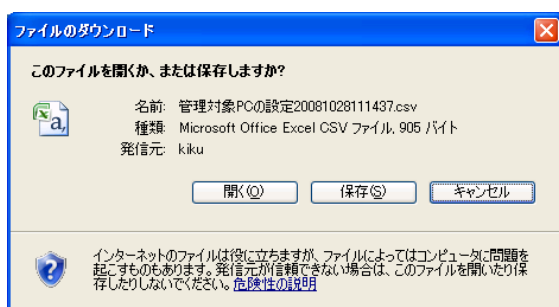 ファイルのダウンロード
このファイルを開くか、または保存しますか?
名前: 管理対象PCの設定20081028111437.csv
種類: Microsoft Office Excel CSV ファイル, 905 バイト
発信元: kiku
開く(O) 保存(S) キャンセル
インターネットのファイルは役に立ちますが、ファイルによってはコンピュータに問題を
起こすものもあります。発信元が信頼できない場合は、このファイルを開いたり保
存したりしないでください。危険性の説明